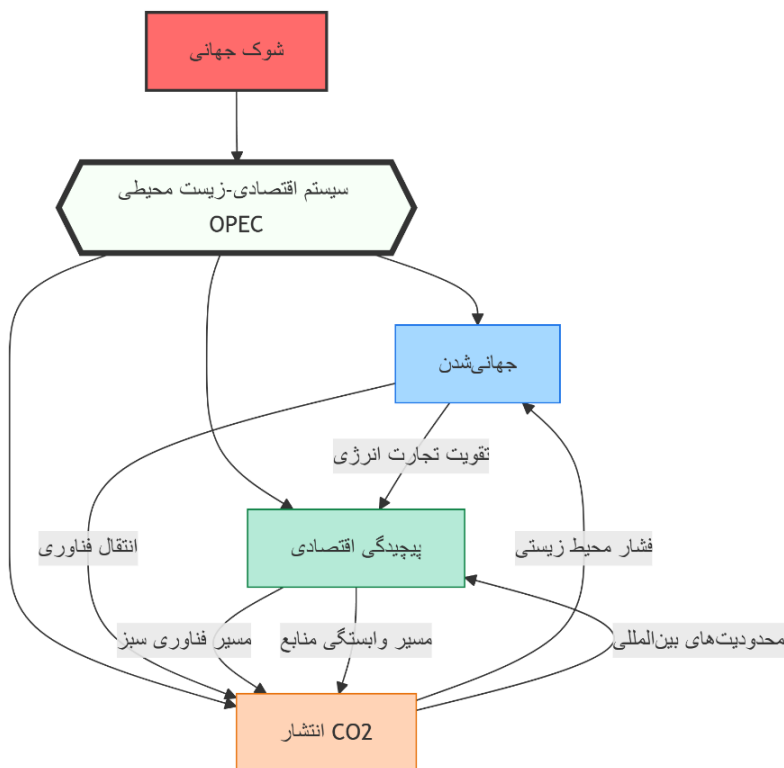 شوک جهانی
سیستم اقتصادی-زیست محیطی
OPEC
جهانی‌شدن
تقویت تجارت انرژی
پیچیدگی اقتصادی
انتقال فناوری
فشار محیط زیستی
مسیر فناوری سبز
مسیر وابستگی منابع
محدودیت‌های بین‌المللی
انتشار CO2